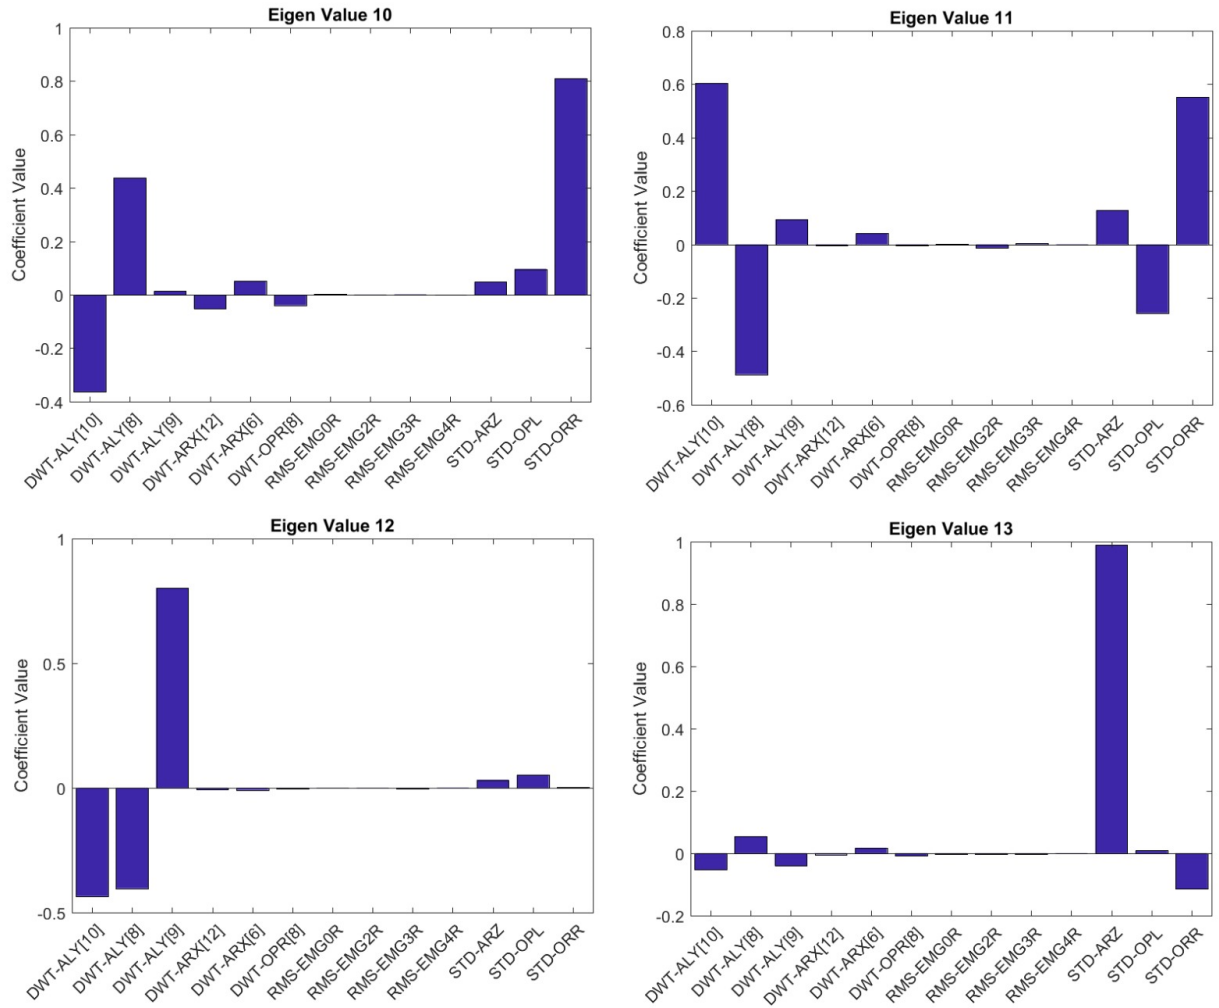 Eigen Value 10
Coefficient Value
1
0.8
0.6
0.4
0.2
0
-0.2
-0.4
DWT-ALY[10]
DWT-ALY[8]
DWT-ALY[9]
DWT-ARX[12]
DWT-ARX[6]
DWT-OPR[8]
RMS-EMG0R
RMS-EMG2R
RMS-EMG3R
RMS-EMG4R
STD-ARZ
STD-OPL
STD-ORR
Eigen Value 11
Coefficient Value
0.8
0.6
0.4
0.2
0
-0.2
-0.4
-0.6
DWT-ALY[10]
DWT-ALY[8]
DWT-ALY[9]
DWT-ARX[12]
DWT-ARX[6]
DWT-OPR[8]
RMS-EMG0R
RMS-EMG2R
RMS-EMG3R
RMS-EMG4R
STD-ARZ
STD-OPL
STD-ORR
Eigen Value 12
Coefficient Value
1
0.5
0
-0.5
DWT-ALY[10]
DWT-ALY[8]
DWT-ALY[9]
DWT-ARX[12]
DWT-ARX[6]
DWT-OPR[8]
RMS-EMG0R
RMS-EMG2R
RMS-EMG3R
RMS-EMG4R
STD-ARZ
STD-OPL
STD-ORR
Eigen Value 13
Coefficient Value
1
0.8
0.6
0.4
0.2
0
-0.2
DWT-ALY[10]
DWT-ALY[8]
DWT-ALY[9]
DWT-ARX[12]
DWT-ARX[6]
DWT-OPR[8]
RMS-EMG0R
RMS-EMG2R
RMS-EMG3R
RMS-EMG4R
STD-ARZ
STD-OPL
STD-ORR